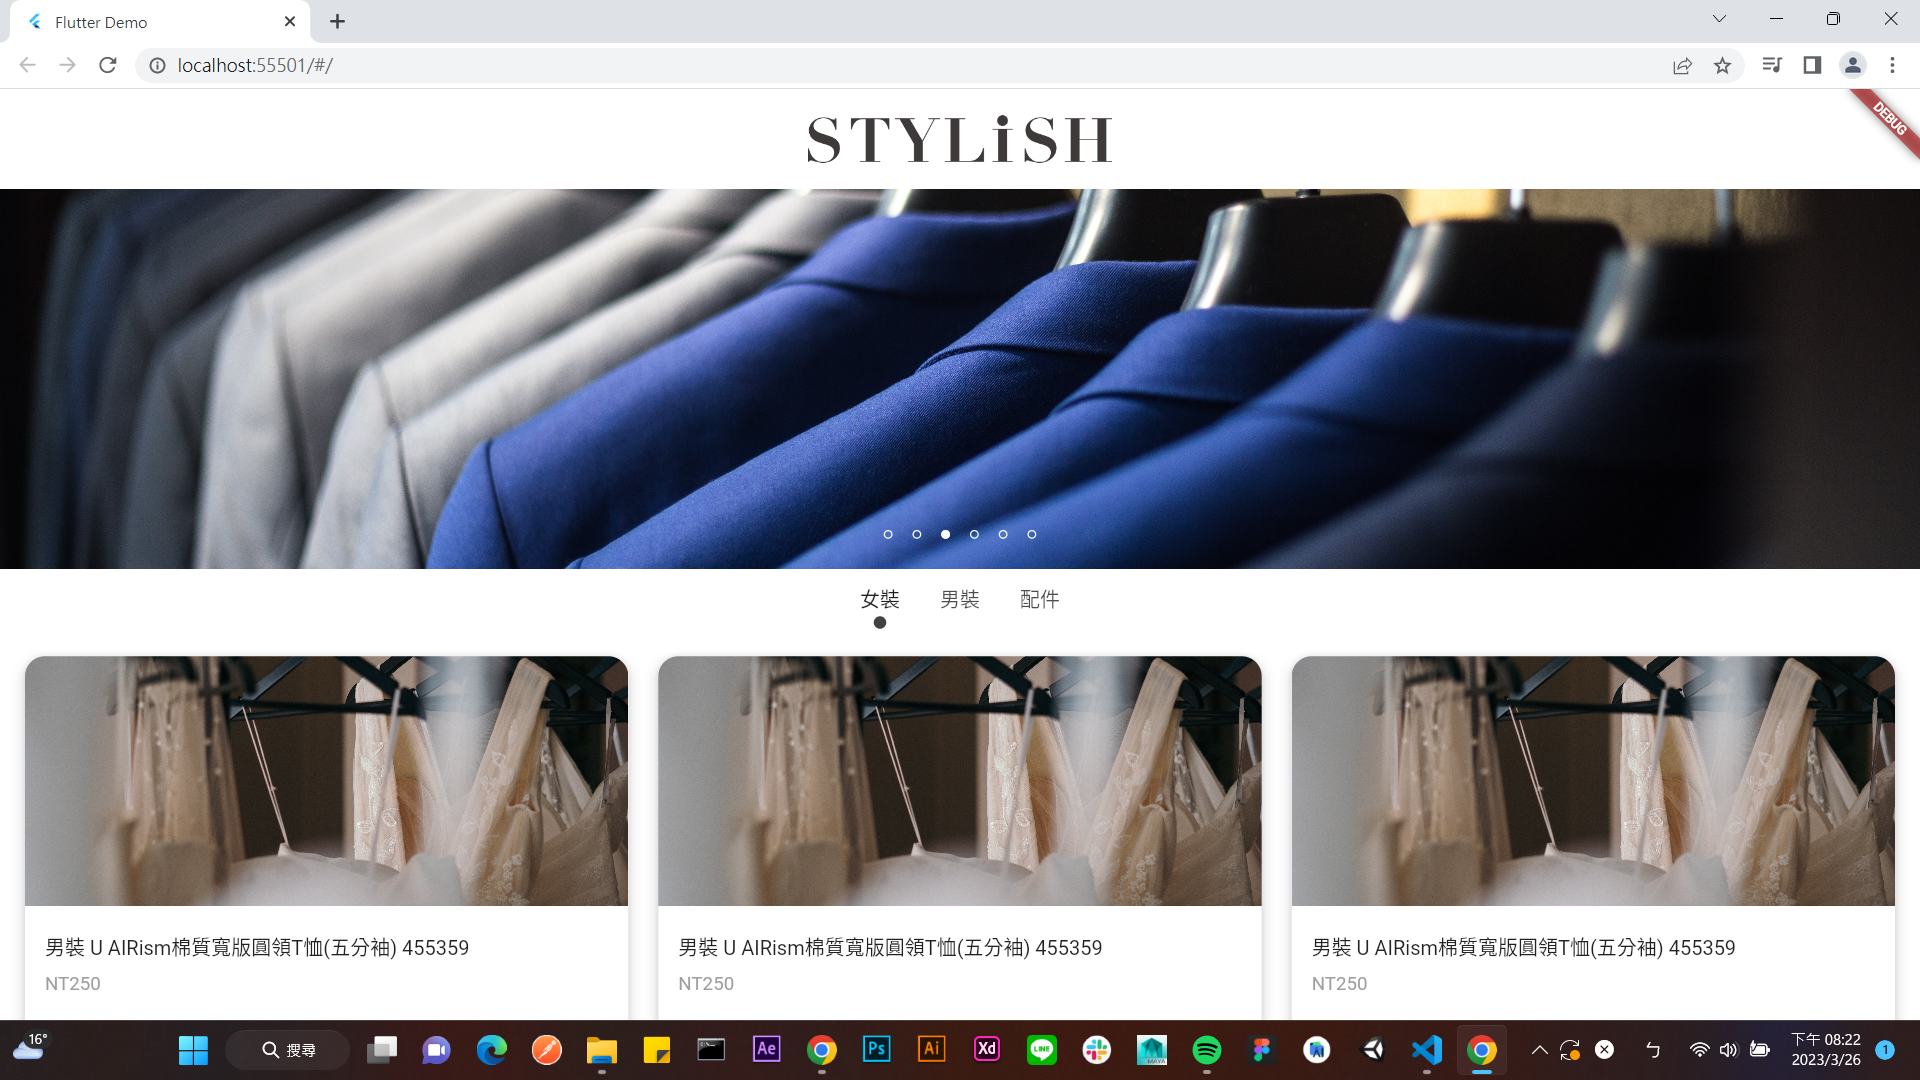 Flutter Demo
localhost:55501/#/
DEBUG
STYLiSH
女裝 男裝 配件
男裝 U AIRism棉質寬版圓領T恤(五分袖) 455359
NT250
男裝 U AIRism棉質寬版圓領T恤(五分袖) 455359
NT250
男裝 U AIRism棉質寬版圓領T恤(五分袖) 455359
NT250
16°
搜尋
Ae
Ps
Ai
Xd
LINE
MAYA
ㄅ
下午 08:22
2023/3/26
1